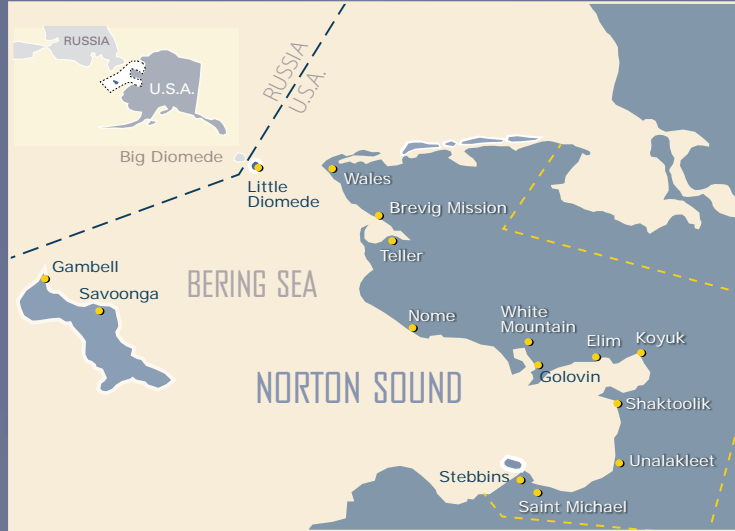 RUSSIA
U.S.A.
RUSSIA
U.S.A.
Big Diomede
Little
Diomede
Wales
Brevig Mission
Teller
Gambell
Savoonga
BERING SEA
Nome
White
Mountain
Elim
Koyuk
Golovin
NORTON SOUND
Shaktoolik
Unalakleet
Stebbins
Saint Michael